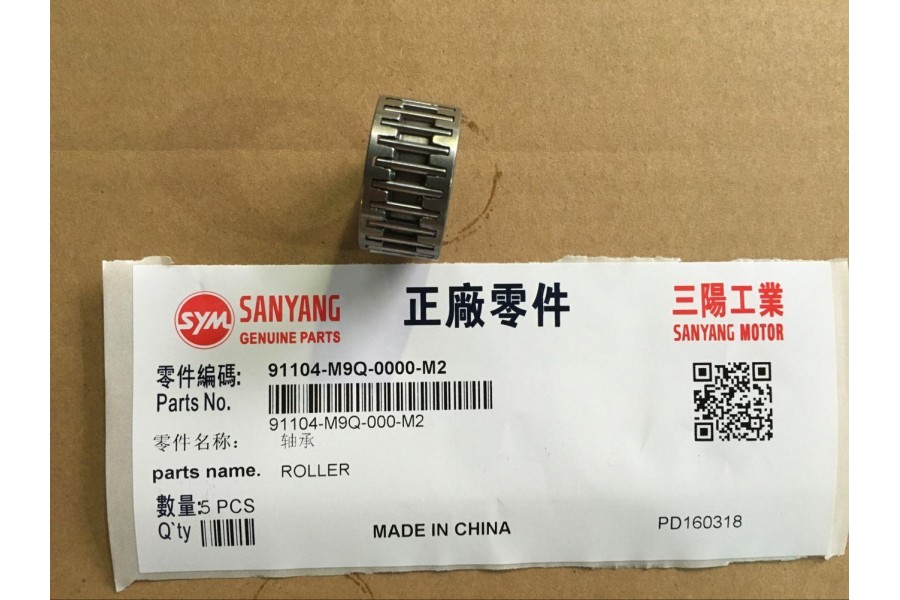 SYM
SANYANG
GENUINE PARTS
正廠零件
三陽工業
SANYANG MOTOR
零件編碼:
91104-M9Q-0000-M2
Parts No.
91104-M9Q-000-M2
零件名称:
轴承
parts name.
ROLLER
數量:5 PCS
Q`ty
MADE IN CHINA
PD160318